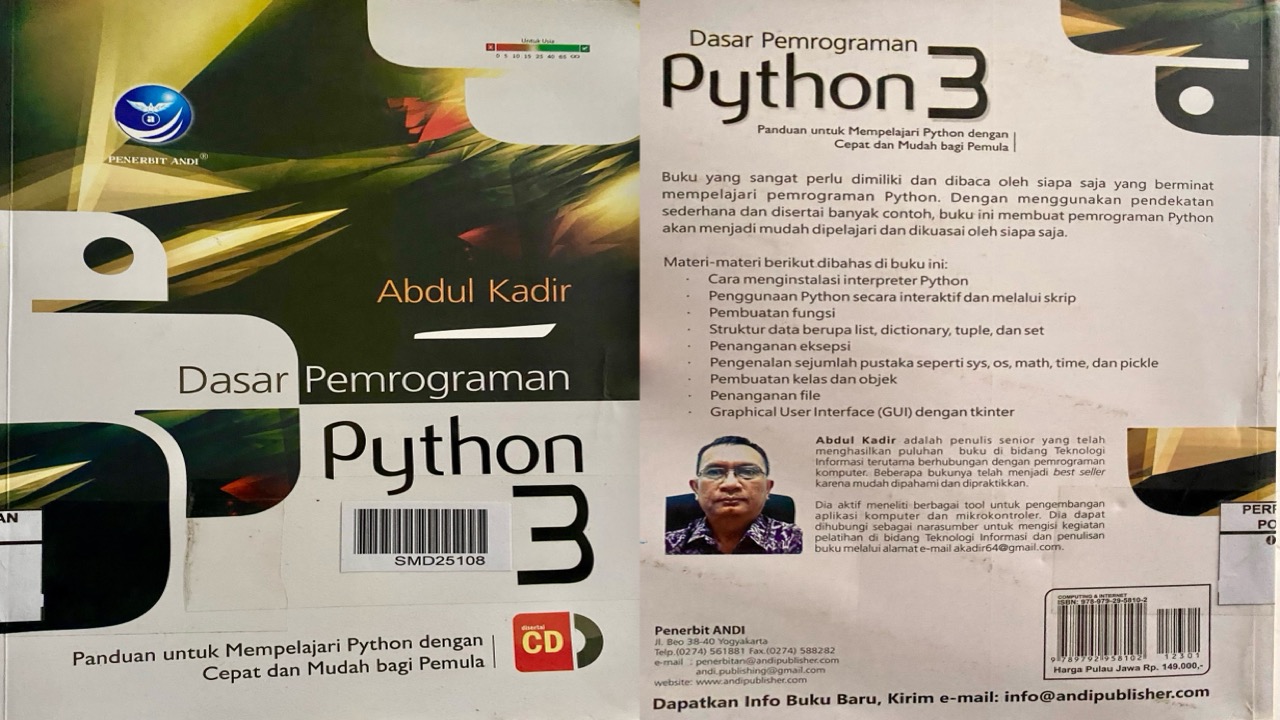 Untuk Usia
0 5 10 15 25 40 60 GO
a
PENERBIT ANDI®
Abdul Kadir
Dasar Pemrograman
Python
3
AN
SMD25108
disertai
CD
Panduan untuk Mempelajari Python dengan
Cepat dan Mudah bagi Pemula
Dasar Pemrograman
Python 3
Panduan untuk Mempelajari Python dengan
Cepat dan Mudah bagi Pemula
Buku yang sangat perlu dimiliki dan dibaca oleh siapa saja yang berminat
mempelajari pemrograman Python. Dengan menggunakan pendekatan
sederhana dan disertai banyak contoh, buku ini membuat pemrograman Python
akan menjadi mudah dipelajari dan dikuasai oleh siapa saja.
Materi-materi berikut dibahas di buku ini:
· Cara menginstalasi interpreter Python
· Penggunaan Python secara interaktif dan melalui skrip
· Pembuatan fungsi
· Struktur data berupa list, dictionary, tuple, dan set
· Penanganan eksepsi
· Pengenalan sejumlah pustaka seperti sys, os, math, time, dan pickle
· Pembuatan kelas dan objek
· Penanganan file
· Graphical User Interface (GUI) dengan tkinter
Abdul Kadir adalah penulis senior yang telah
menghasilkan puluhan buku di bidang Teknologi
Informasi terutama berhubungan dengan pemrograman
komputer. Beberapa bukunya telah menjadi best seller
karena mudah dipahami dan dipraktikkan.
Dia aktif meneliti berbagai tool untuk pengembangan
aplikasi komputer dan mikrokontroler. Dia dapat
dihubungi sebagai narasumber untuk mengisi kegiatan
pelatihan di bidang Teknologi Informasi dan penulisan
buku melalui alamat e-mail akadir64@gmail.com.
PERF
PO
Penerbit ANDI
Jl. Beo 38-40 Yogyakarta
Telp.(0274) 561881 Fax.(0274) 588282
e-mail : penerbitan@andipublisher.com
andi.publishing@gmail.com
website: www.andipublisher.com
COMPUTING & INTERNET
ISBN: 978-979-29-5810-2
9 789792 958102
12301
Harga Pulau Jawa Rp. 149.000,-
Dapatkan Info Buku Baru, Kirim e-mail: info@andipublisher.com